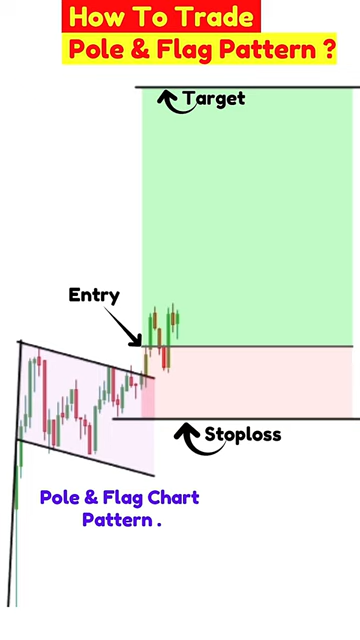 How To Trade
Pole & Flag Pattern ?
Target
Entry
Stoploss
Pole & Flag Chart
Pattern .